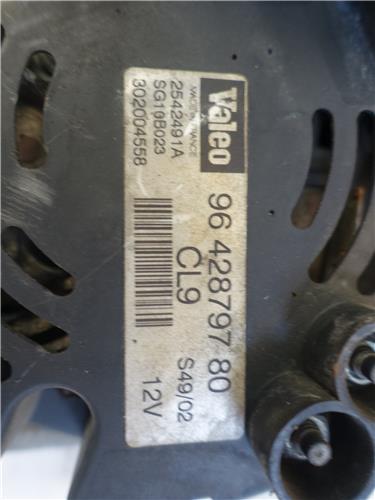 Valeo
MADE IN FRANCE
2542491A
SG10B023
302004558
96 428797 80
CL9
S49/02
12V